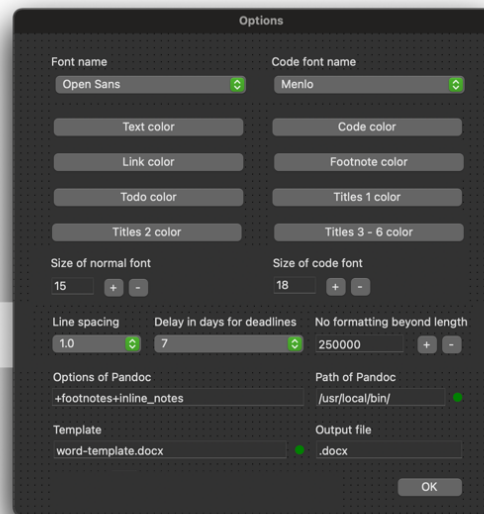 Options
Font name Code font name
Open Sans Menlo
Text color Code color
Link color Footnote color
Todo color Titles 1 color
Titles 2 color Titles 3 - 6 color
Size of normal font Size of code font
15 + - 18 + -
Line spacing Delay in days for deadlines No formatting beyond length
1.0 7 250000 + -
Options of Pandoc Path of Pandoc
+footnotes+inline_notes /usr/local/bin/
Template Output file
word-template.docx .docx
OK